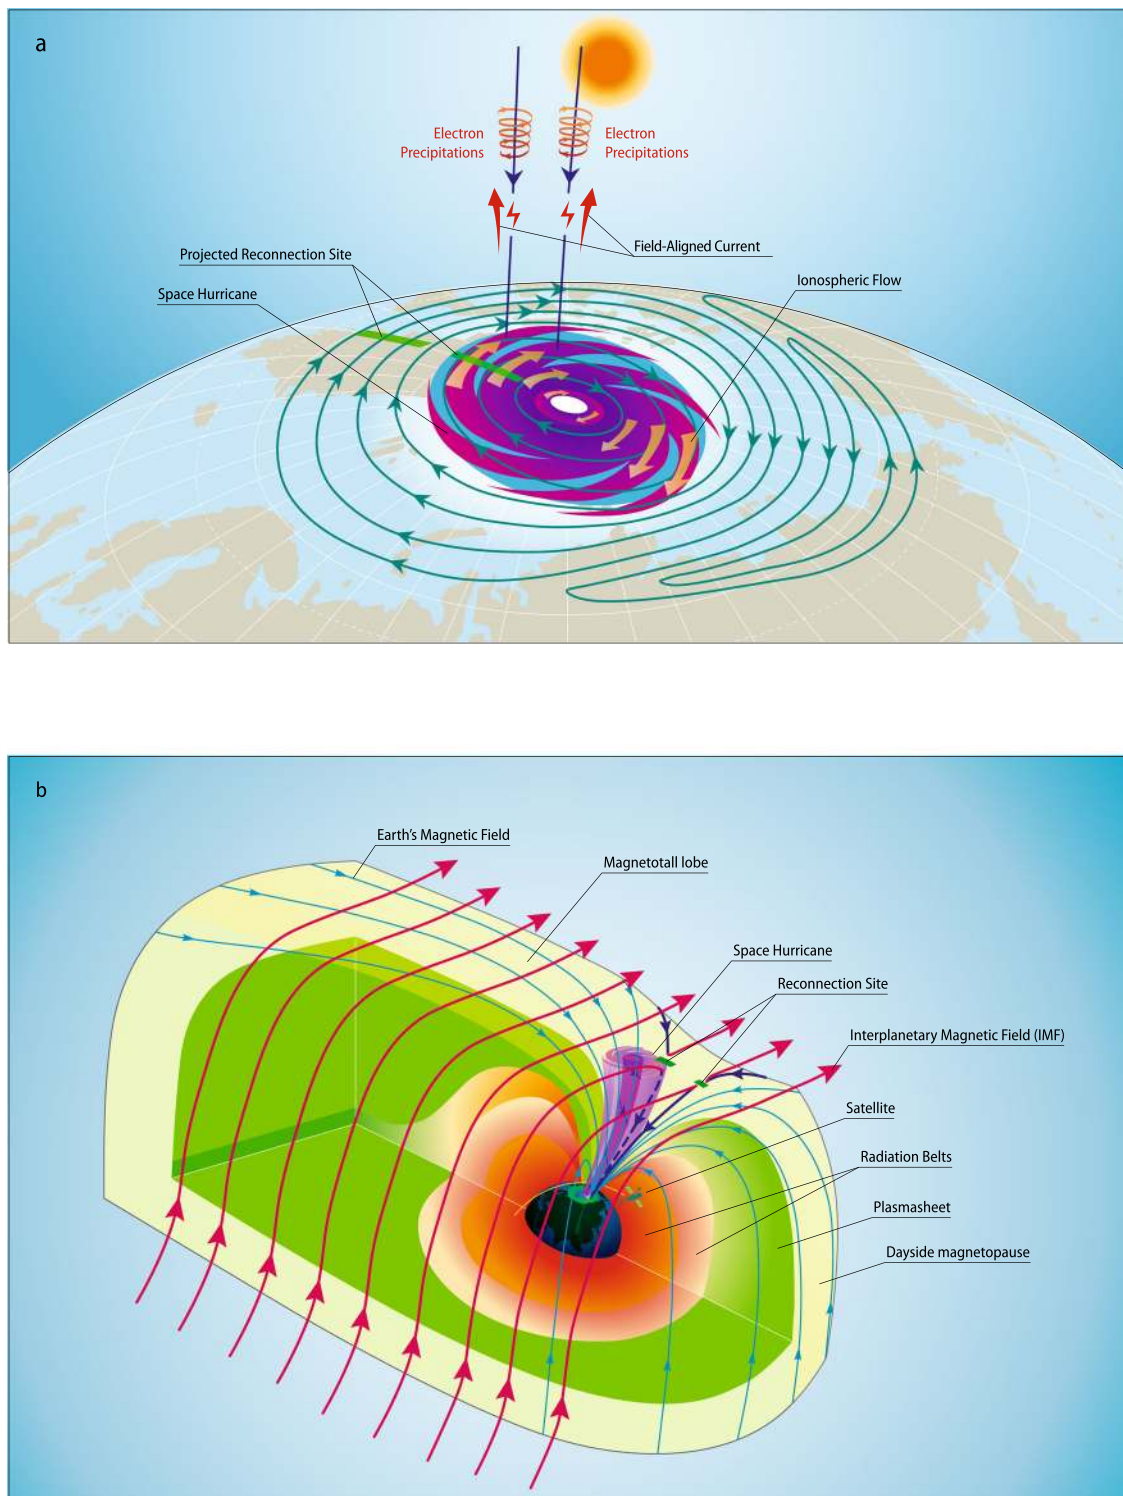 a
Electron
Precipitations
Electron
Precipitations
Field-Aligned Current
Projected Reconnection Site
Ionospheric Flow
Space Hurricane
b
Earth's Magnetic Field
Magnetotall lobe
Space Hurricane
Reconnection Site
Interplanetary Magnetic Field (IMF)
Satellite
Radiation Belts
Plasmasheet
Dayside magnetopause